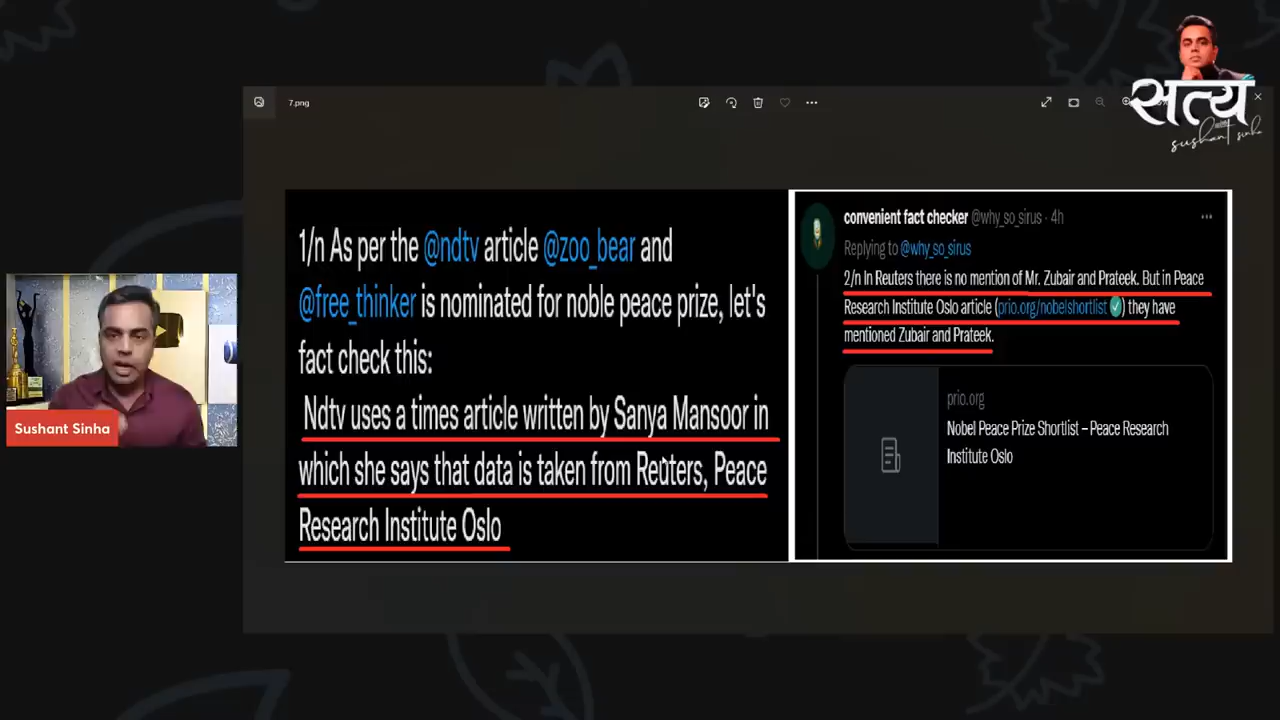 7.png
सत्य
sushant sinha
1/n As per the @ndtv article @zoo_bear and
@free_thinker is nominated for noble peace prize, let's
fact check this:
Ndtv uses a times article written by Sanya Mansoor in
which she says that data is taken from Reuters, Peace
Research Institute Oslo
convenient fact checker @why_so_sirus · 4h
Replying to @why_so_sirus
2/n In Reuters there is no mention of Mr. Zubair and Prateek. But in Peace
Research Institute Oslo article (prio.org/nobelshortlist ✅) they have
mentioned Zubair and Prateek.
prio.org
Nobel Peace Prize Shortlist – Peace Research
Institute Oslo
Sushant Sinha